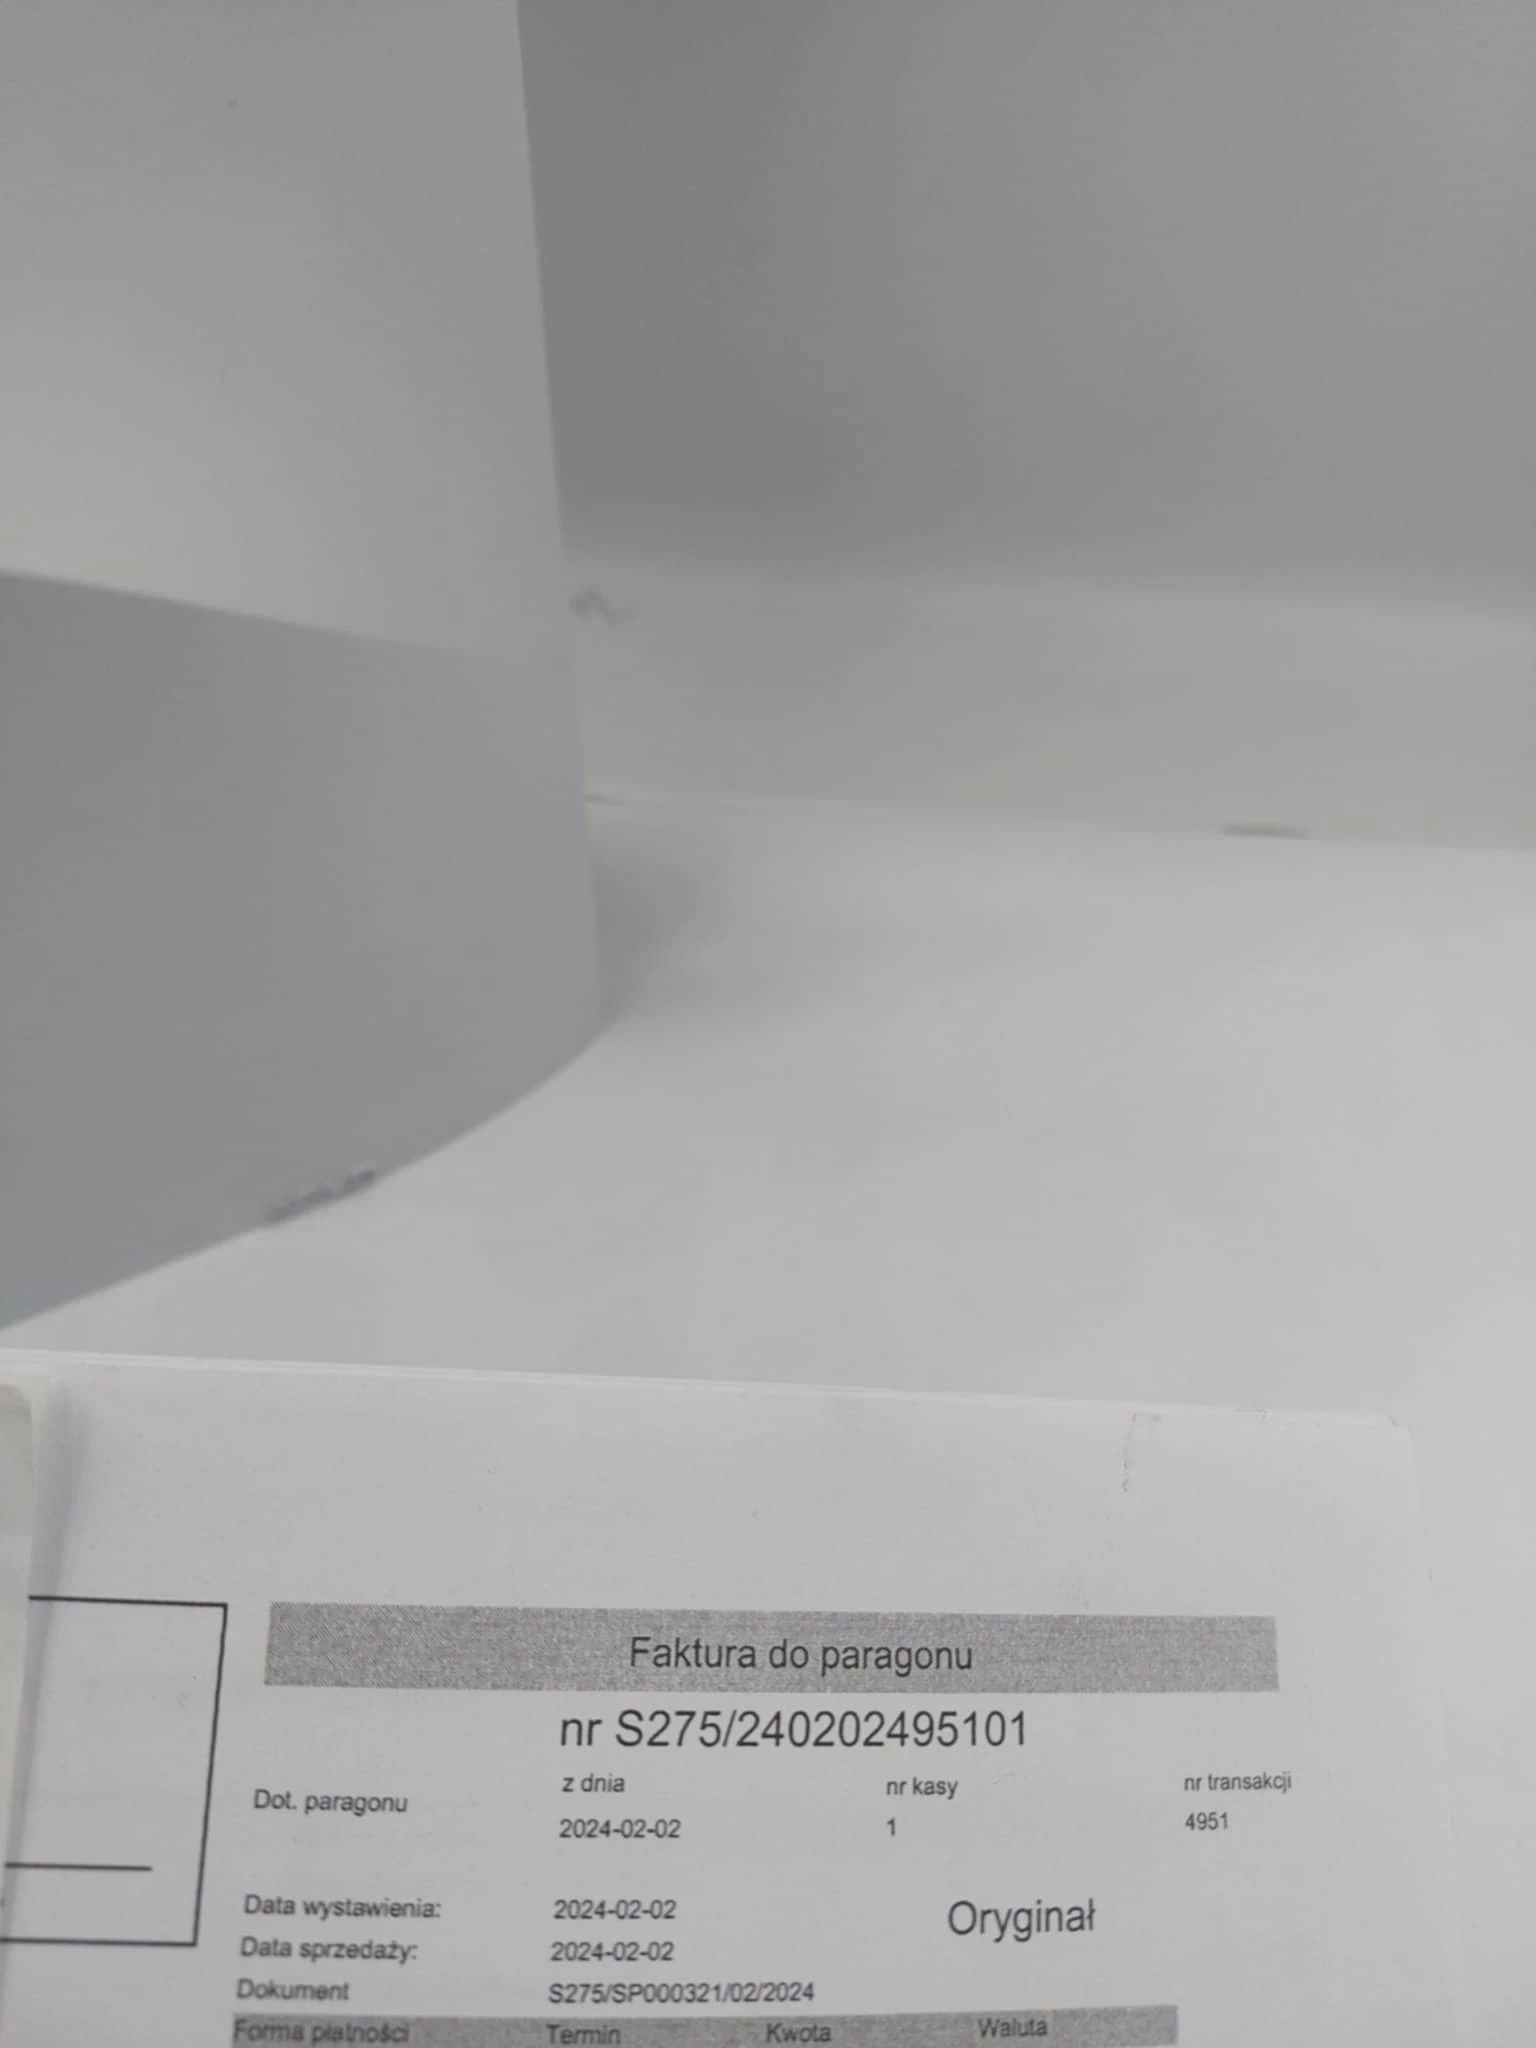 Faktura do paragonu
nr S275/240202495101
Dot. paragonu z dnia nr kasy nr transakcji
2024-02-02 1 4951
Data wystawienia: 2024-02-02 Oryginał
Data sprzedaży: 2024-02-02
Dokument S275/SP000321/02/2024
Forma płatności Termin Kwota Waluta